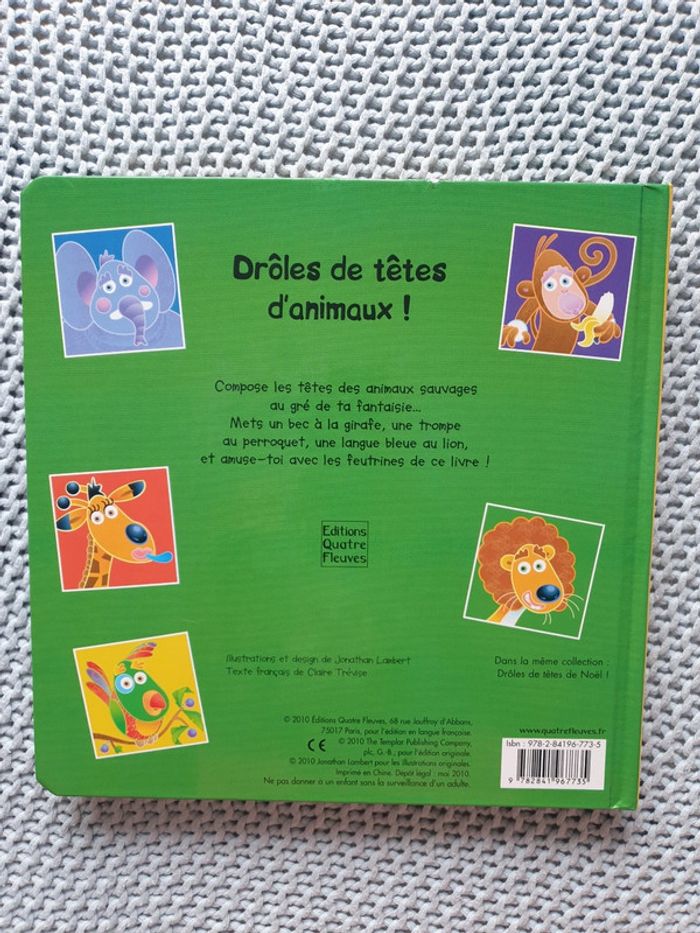 Drôles de têtes
d'animaux !
Compose les têtes des animaux sauvages
au gré de ta fantaisie...
Mets un bec à la girafe, une trompe
au perroquet, une langue bleue au lion,
et amuse-toi avec les feutrines de ce livre !
Editions
Quatre
Fleuves
Illustrations et design de Jonathan Lambert
Texte français de Claire Trévise
Dans la même collection :
Drôles de têtes de Noël !
© 2010 Éditions Quatre Fleuves, 68 rue Jouffroy d'Abbans,
75017 Paris, pour l'édition en langue française.
CE
© 2010 The Templar Publishing Company,
plc, G.-B., pour l'édition originale.
© 2010 Jonathan Lambert pour les illustrations originales.
Imprimé en Chine. Dépôt légal : mai 2010.
Ne pas donner à un enfant sans la surveillance d'un adulte.
www.quatrefleuves.fr
Isbn : 978-2-84196-773-5
9 782841 967735